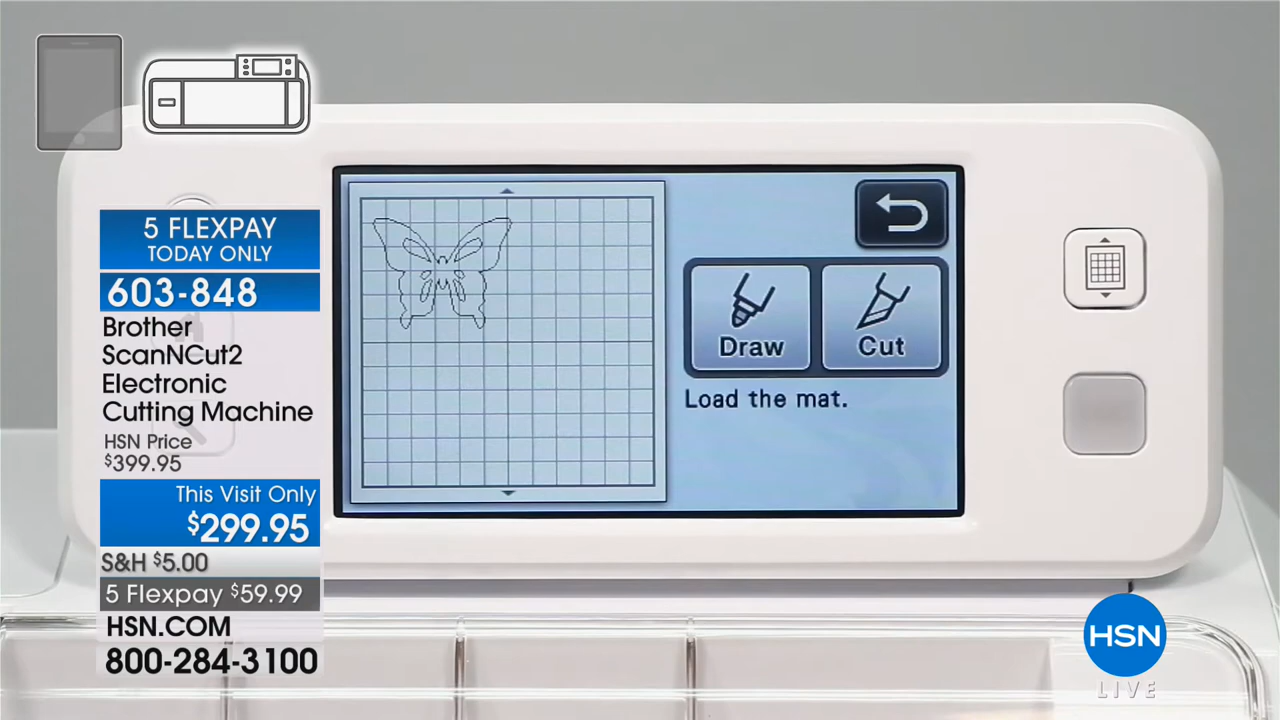 5 FLEXPAY
TODAY ONLY
603-848
Brother
ScanNCut2
Electronic
Cutting Machine
HSN Price
$399.95
This Visit Only
$299.95
S&H $5.00
5 Flexpay $59.99
HSN.COM
800-284-3100
Draw
Cut
Load the mat.
HSN
LIVE